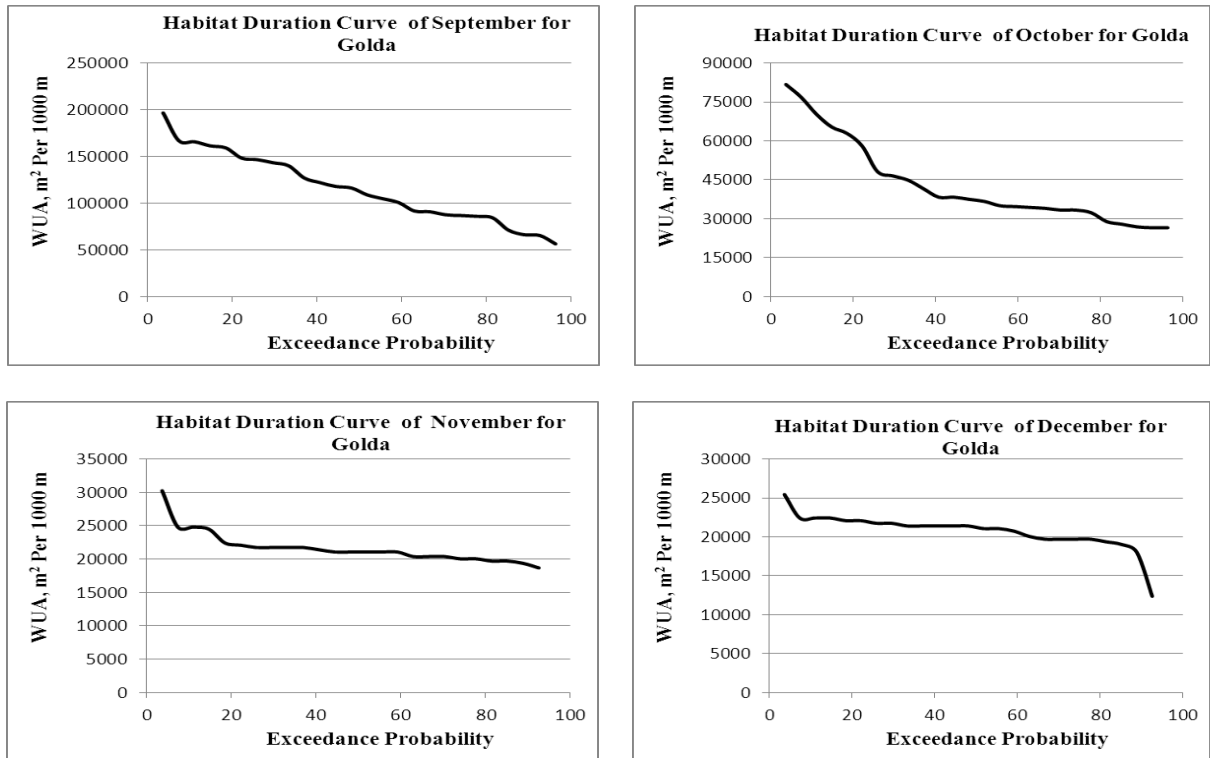 Habitat Duration Curve of September for
Golda
250000
200000
150000
100000
50000
0
0 20 40 60 80 100
WUA, m² Per 1000 m
Exceedance Probability
Habitat Duration Curve of October for Golda
90000
75000
60000
45000
30000
15000
0
0 20 40 60 80 100
WUA, m² Per 1000 m
Exceedance Probability
Habitat Duration Curve of November for
Golda
35000
30000
25000
20000
15000
10000
5000
0
0 20 40 60 80 100
WUA, m² Per 1000 m
Exceedance Probability
Habitat Duration Curve of December for
Golda
30000
25000
20000
15000
10000
5000
0
0 20 40 60 80 100
WUA, m² Per 1000 m
Exceedance Probability